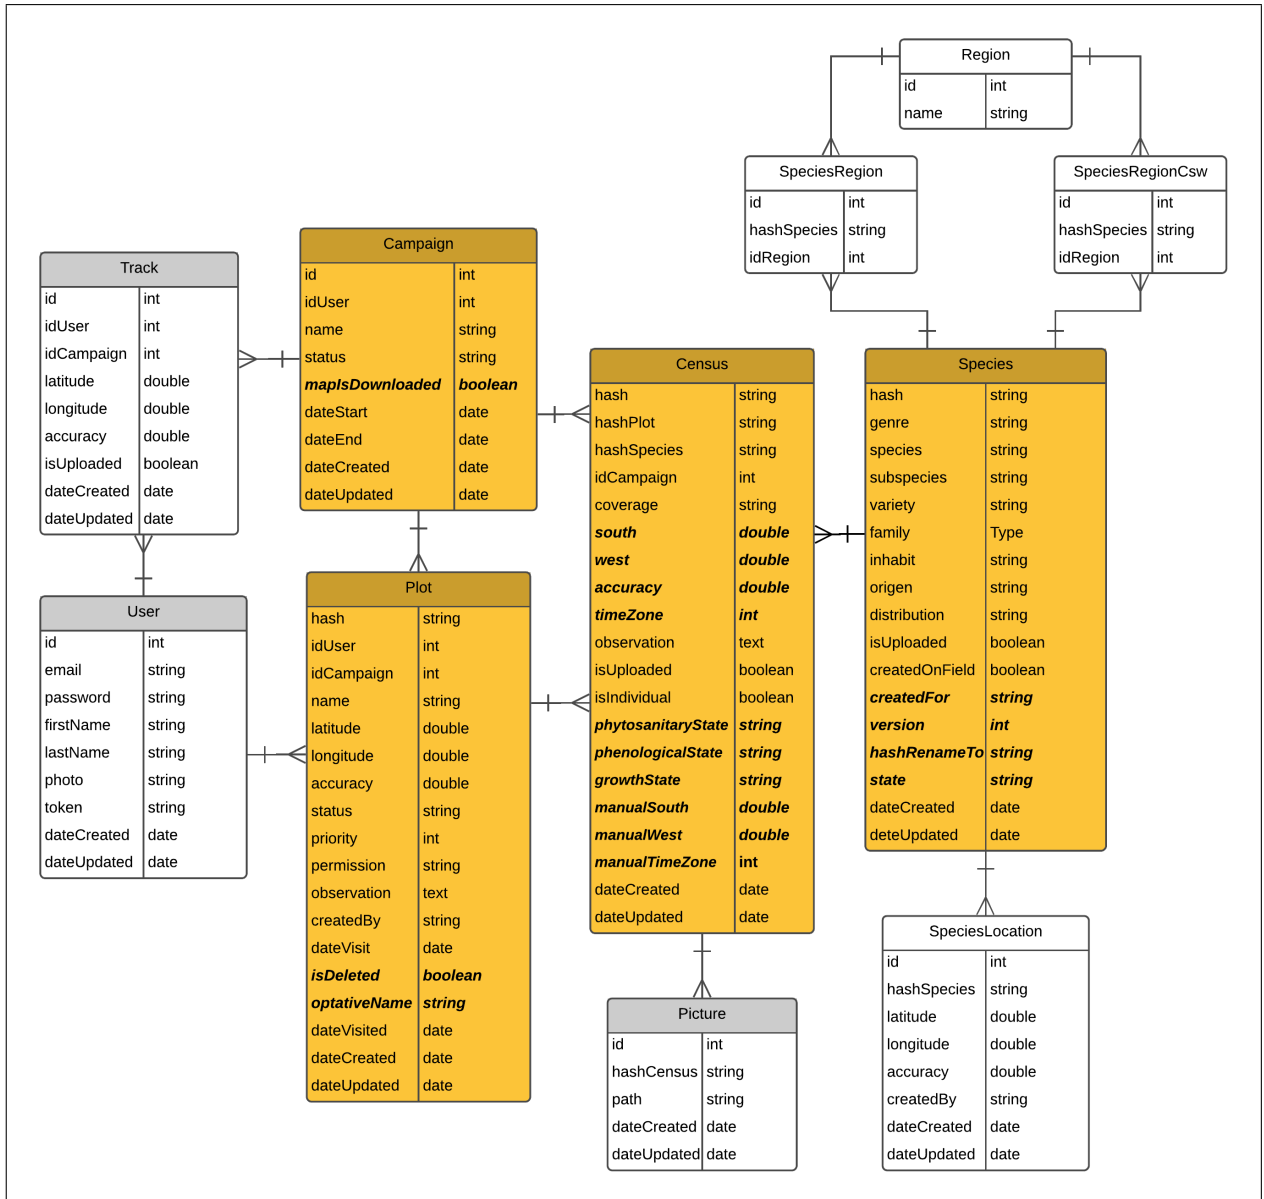 Region
id int
name string
SpeciesRegion
id int
hashSpecies string
idRegion int
SpeciesRegionCsw
id int
hashSpecies string
idRegion int
Campaign
id int
idUser int
name string
status string
mapIsDownloaded boolean
dateStart date
dateEnd date
dateCreated date
dateUpdated date
Track
id int
idUser int
idCampaign int
latitude double
longitude double
accuracy double
isUploaded boolean
dateCreated date
dateUpdated date
Census
hash string
hashPlot string
hashSpecies string
idCampaign int
coverage string
south double
west double
accuracy double
timeZone int
observation text
isUploaded boolean
isIndividual boolean
phytosanitaryState string
phenologicalState string
growthState string
manualSouth double
manualWest double
manualTimeZone int
dateCreated date
dateUpdated date
Species
hash string
genre string
species string
subspecies string
variety string
family Type
inhabit string
origen string
distribution string
isUploaded boolean
createdOnField boolean
createdFor string
version int
hashRenameTo string
state string
dateCreated date
deteUpdated date
Plot
hash string
idUser int
idCampaign int
name string
latitude double
longitude double
accuracy double
status string
priority int
permission string
observation text
createdBy string
dateVisit date
isDeleted boolean
optativeName string
dateVisited date
dateCreated date
dateUpdated date
User
id int
email string
password string
firstName string
lastName string
photo string
token string
dateCreated date
dateUpdated date
Picture
id int
hashCensus string
path string
dateCreated date
dateUpdated date
SpeciesLocation
id int
hashSpecies string
latitude double
longitude double
accuracy double
createdBy string
dateCreated date
dateUpdated date